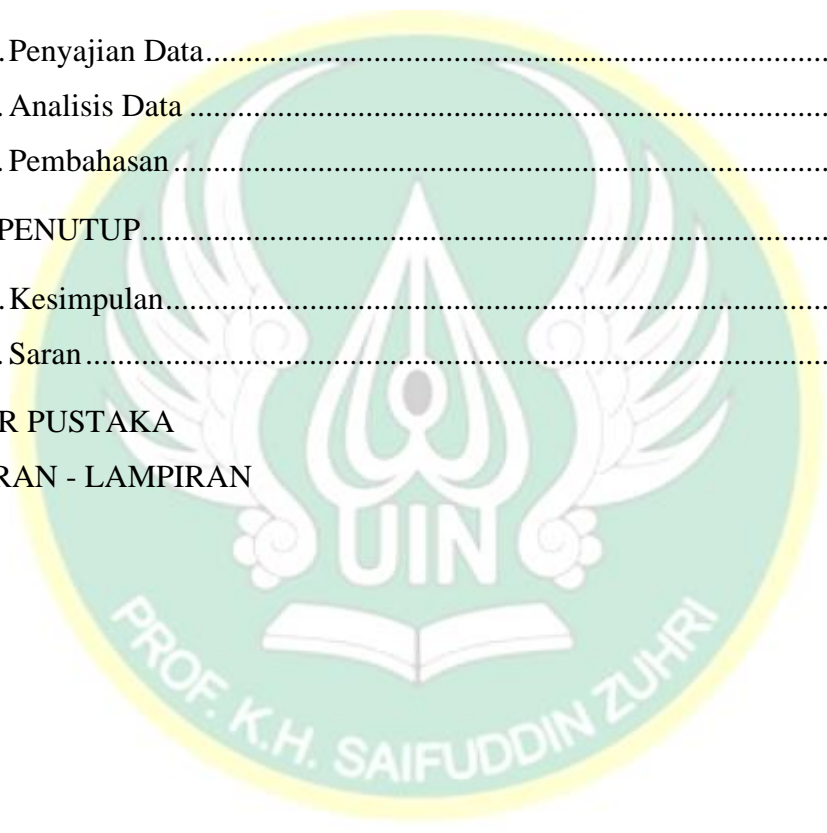 . Penyajian Data........................................................................................
. Analisis Data ..........................................................................................
. Pembahasan ............................................................................................
PENUTUP...................................................................................................
. Kesimpulan..............................................................................................
. Saran ........................................................................................................
R PUSTAKA
RAN - LAMPIRAN
UIN
PROF. K.H. SAIFUDDIN ZUHRI